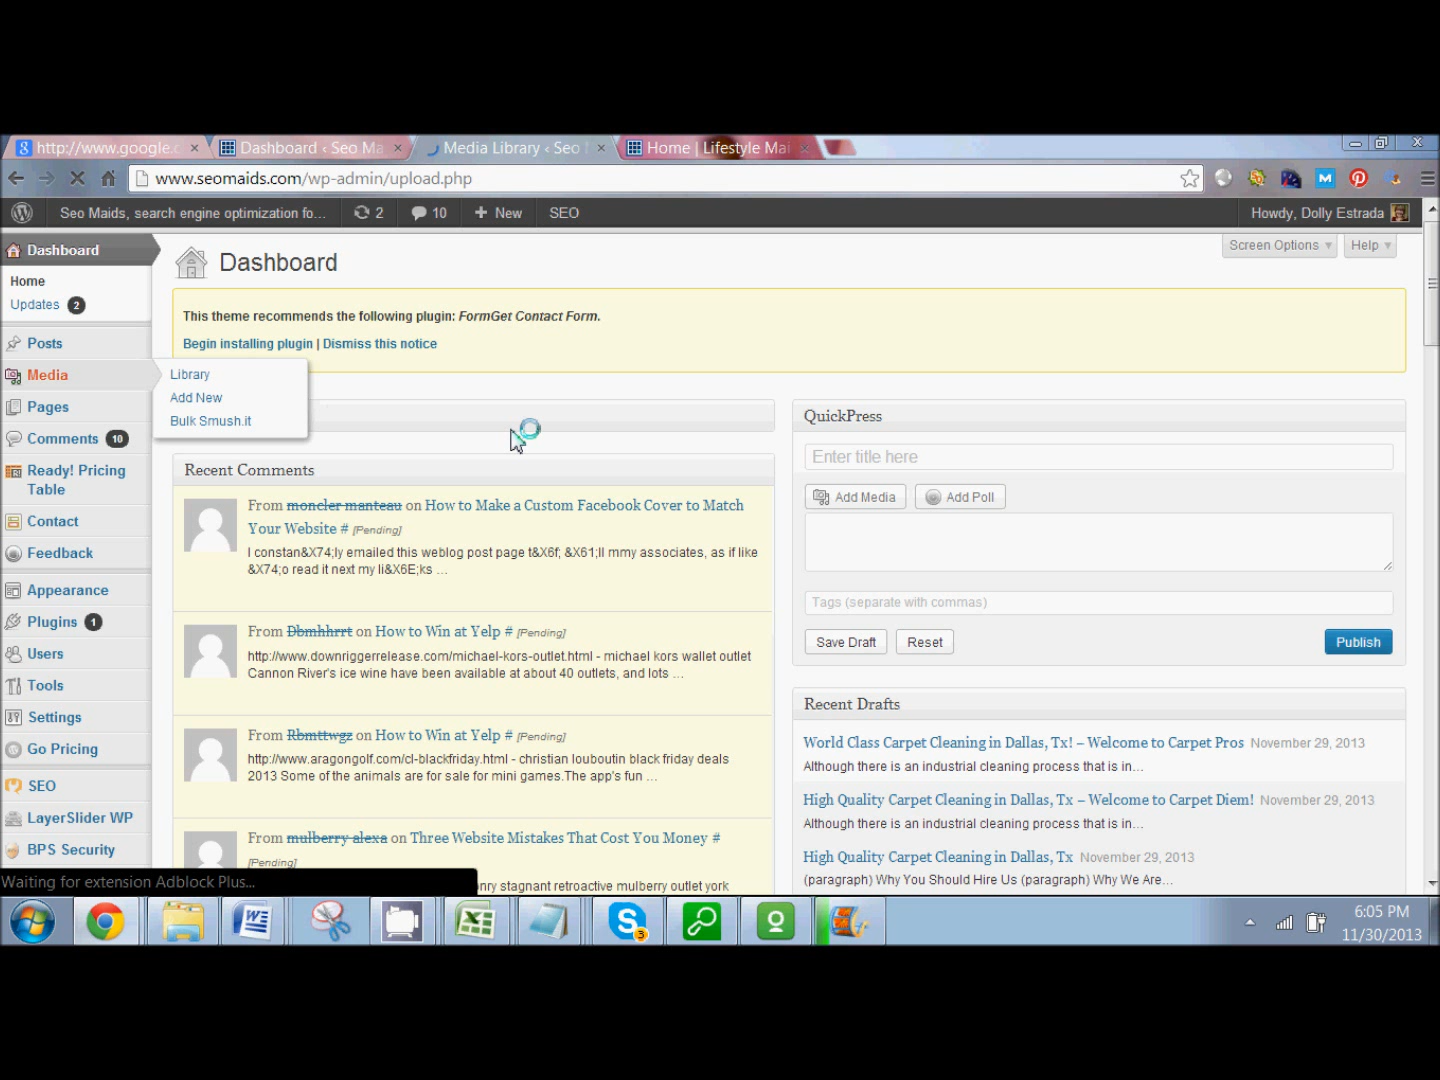 http://www.google.c
Dashboard ‹ Seo Ma
Media Library ‹ Seo
Home | Lifestyle Mai
www.seomaids.com/wp-admin/upload.php
Seo Maids, search engine optimization fo...
2
10
+ New
SEO
Howdy, Dolly Estrada
Dashboard
Home
Updates 2
Posts
Media
Pages
Comments 10
Ready! Pricing
Table
Contact
Feedback
Appearance
Plugins 1
Users
Tools
Settings
Go Pricing
SEO
LayerSlider WP
BPS Security
Library
Add New
Bulk Smush.it
Dashboard
Screen Options
Help
This theme recommends the following plugin: FormGet Contact Form.
Begin installing plugin | Dismiss this notice
Recent Comments
From moncler manteau on How to Make a Custom Facebook Cover to Match
Your Website # [Pending]
I constan&X74;ly emailed this weblog post page t&X6f; &X61;ll mmy associates, as if like
&X74;o read it next my li&X6E;ks ...
From Dbmhhrrt on How to Win at Yelp # [Pending]
http://www.downriggerrelease.com/michael-kors-outlet.html - michael kors wallet outlet
Cannon River's ice wine have been available at about 40 outlets, and lots ...
From Rbmttwgz on How to Win at Yelp # [Pending]
http://www.aragongolf.com/cl-blackfriday.html - christian louboutin black friday deals
2013 Some of the animals are for sale for mini games.The app's fun ...
From mulberry alexa on Three Website Mistakes That Cost You Money #
[Pending]
onry stagnant retroactive mulberry outlet york
QuickPress
Enter title here
Add Media
Add Poll
Tags (separate with commas)
Save Draft
Reset
Publish
Recent Drafts
World Class Carpet Cleaning in Dallas, Tx! – Welcome to Carpet Pros November 29, 2013
Although there is an industrial cleaning process that is in...
High Quality Carpet Cleaning in Dallas, Tx – Welcome to Carpet Diem! November 29, 2013
Although there is an industrial cleaning process that is in...
High Quality Carpet Cleaning in Dallas, Tx November 29, 2013
(paragraph) Why You Should Hire Us (paragraph) Why We Are...
Waiting for extension Adblock Plus...
3
6:05 PM
11/30/2013